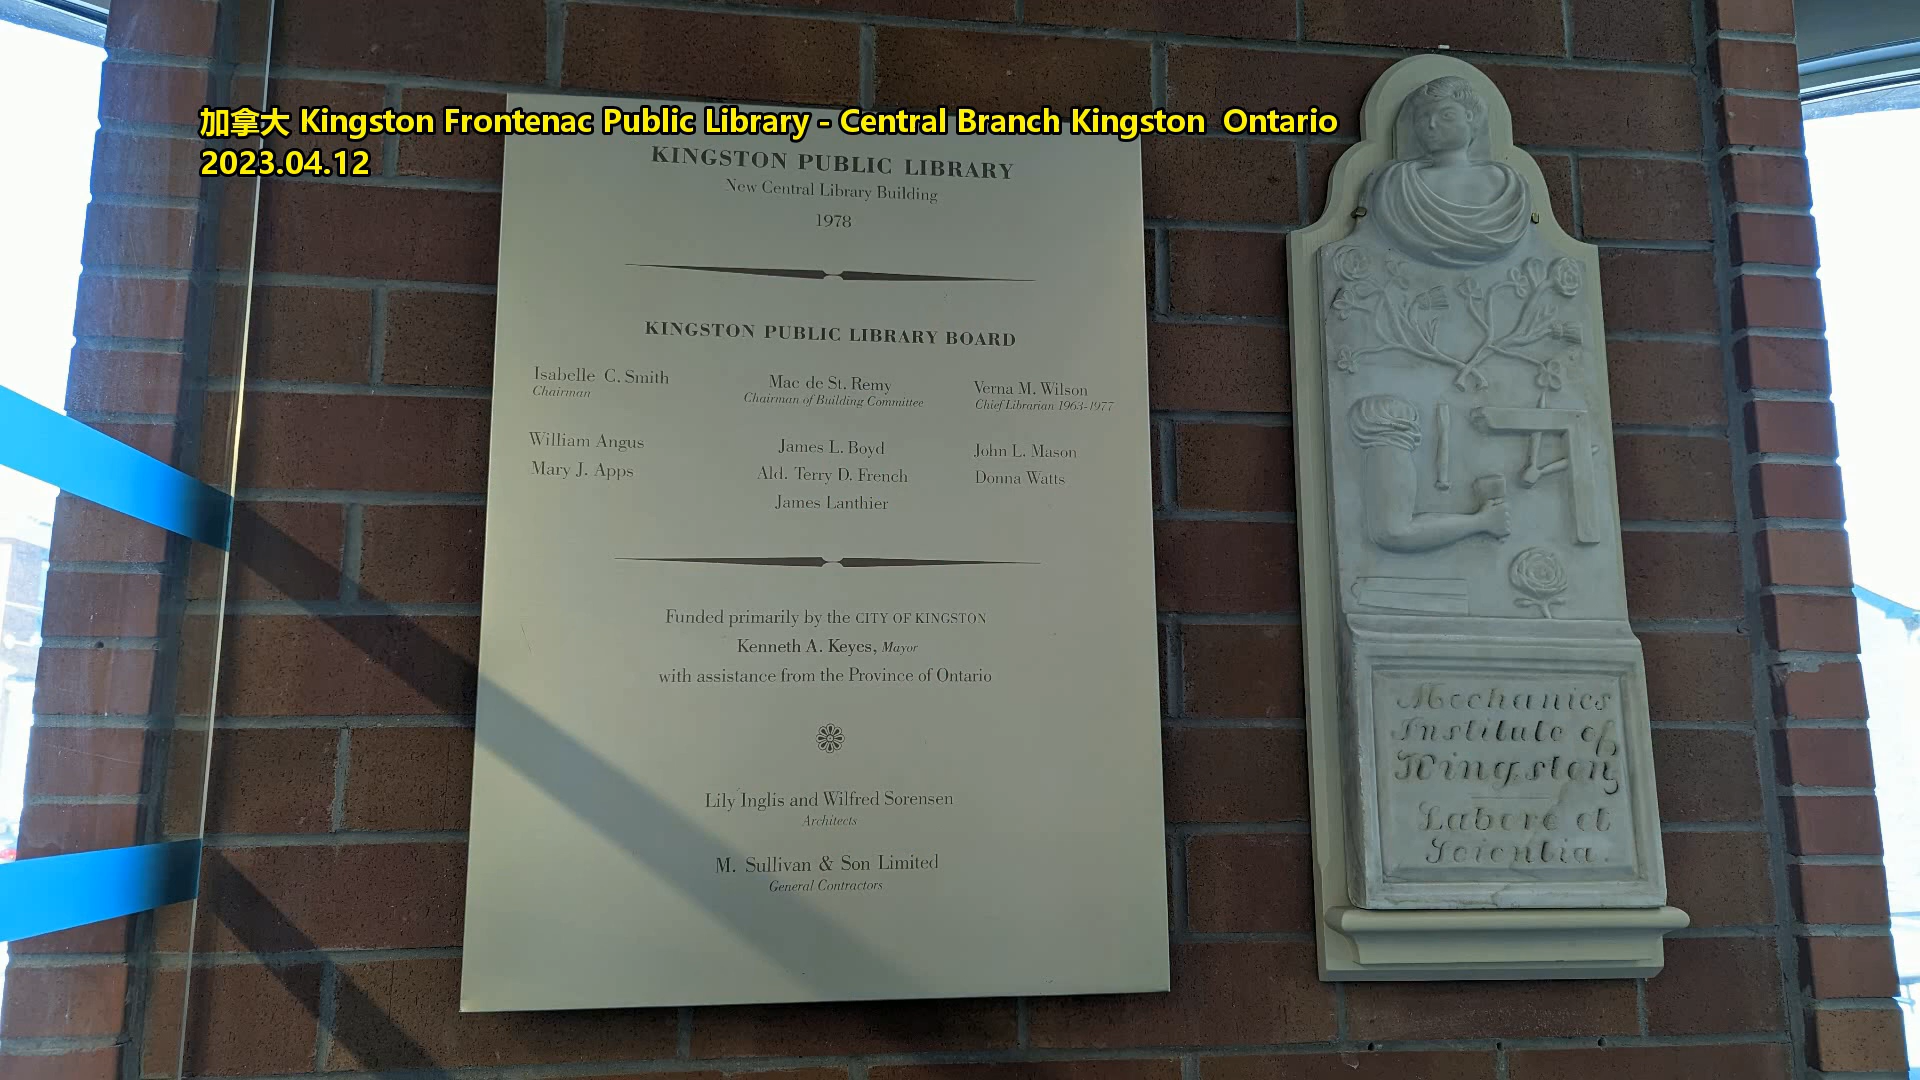 加拿大 Kingston Frontenac Public Library - Central Branch Kingston  Ontario
2023.04.12
KINGSTON PUBLIC LIBRARY
New Central Library Building
1978
KINGSTON PUBLIC LIBRARY BOARD
Isabelle C. Smith
Chairman
Mac de St. Remy
Chairman of Building Committee
Verna M. Wilson
Chief Librarian 1963-1977
William Angus
Mary J. Apps
James L. Boyd
Ald. Terry D. French
James Lanthier
John L. Mason
Donna Watts
Funded primarily by the CITY OF KINGSTON
Kenneth A. Keyes, Mayor
with assistance from the Province of Ontario
Lily Inglis and Wilfred Sorensen
Architects
M. Sullivan & Son Limited
General Contractors
Mechanics
Institute of
Kingston
Labore et
Scientia.